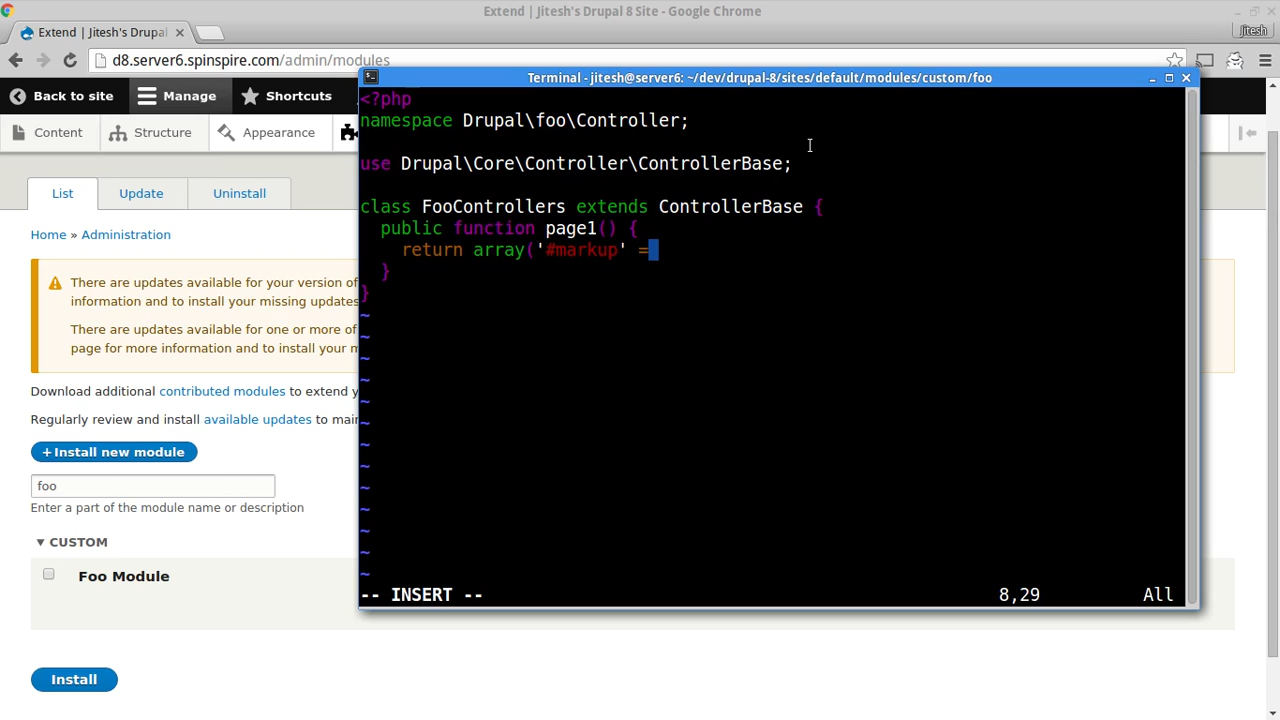 Extend | Jitesh's Drupal 8 Site - Google Chrome
Extend | Jitesh's Drupal
Jitesh
d8.server6.spinspire.com/admin/modules
Back to site
Manage
Shortcuts
Content
Structure
Appearance
List
Update
Uninstall
Home » Administration
There are updates available for your version of
information and to install your missing updates
There are updates available for one or more of
page for more information and to install your m
Download additional contributed modules to extend y
Regularly review and install available updates to mai
+Install new module
foo
Enter a part of the module name or description
▼ CUSTOM
Foo Module
Install
Terminal - jitesh@server6: ~/dev/drupal-8/sites/default/modules/custom/foo
<?php
namespace Drupal\foo\Controller;
use Drupal\Core\Controller\ControllerBase;
class FooControllers extends ControllerBase {
public function page1() {
return array('#markup' =
}
}
~
~
~
~
~
~
~
~
~
~
~
~
~
-- INSERT --
8,29
All